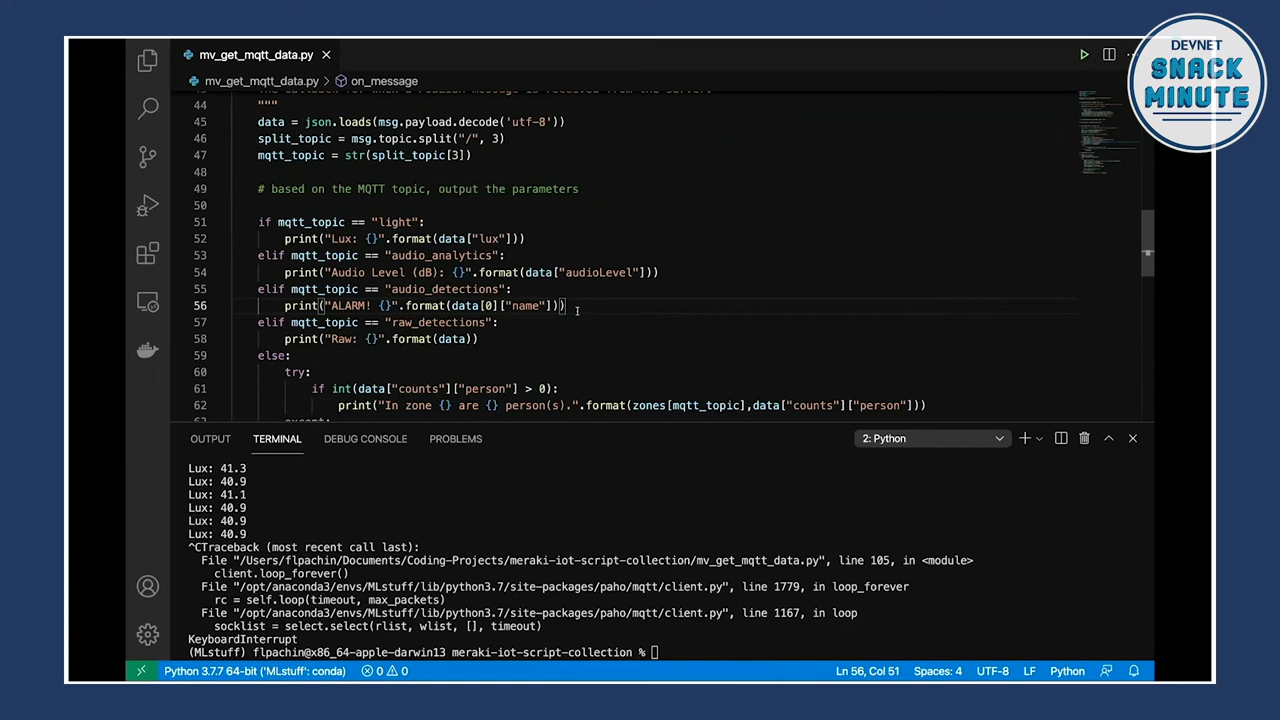 DEVNET
SNACK
MINUTE
mv_get_mqtt_data.py
mv_get_mqtt_data.py > on_message
44 """
45 data = json.loads(msg.payload.decode('utf-8'))
46 split_topic = msg.topic.split("/", 3)
47 mqtt_topic = str(split_topic[3])
48
49 # based on the MQTT topic, output the parameters
50
51 if mqtt_topic == "light":
52 print("Lux: {}".format(data["lux"]))
53 elif mqtt_topic == "audio_analytics":
54 print("Audio Level (dB): {}".format(data["audioLevel"]))
55 elif mqtt_topic == "audio_detections":
56 print("ALARM! {}".format(data[0]["name"]))
57 elif mqtt_topic == "raw_detections":
58 print("Raw: {}".format(data))
59 else:
60 try:
61 if int(data["counts"]["person"] > 0):
62 print("In zone {} are {} person(s).".format(zones[mqtt_topic],data["counts"]["person"]))
OUTPUT TERMINAL DEBUG CONSOLE PROBLEMS 2: Python
Lux: 41.3
Lux: 40.9
Lux: 41.1
Lux: 40.9
Lux: 40.9
Lux: 40.9
^CTraceback (most recent call last):
File "/Users/flpachin/Documents/Coding-Projects/meraki-iot-script-collection/mv_get_mqtt_data.py", line 105, in <module>
client.loop_forever()
File "/opt/anaconda3/envs/MLstuff/lib/python3.7/site-packages/paho/mqtt/client.py", line 1779, in loop_forever
rc = self.loop(timeout, max_packets)
File "/opt/anaconda3/envs/MLstuff/lib/python3.7/site-packages/paho/mqtt/client.py", line 1167, in loop
socklist = select.select(rlist, wlist, [], timeout)
KeyboardInterrupt
(MLstuff) flpachin@x86_64-apple-darwin13 meraki-iot-script-collection %
Python 3.7.7 64-bit ('MLstuff': conda) 0 0 Ln 56, Col 51 Spaces: 4 UTF-8 LF Python